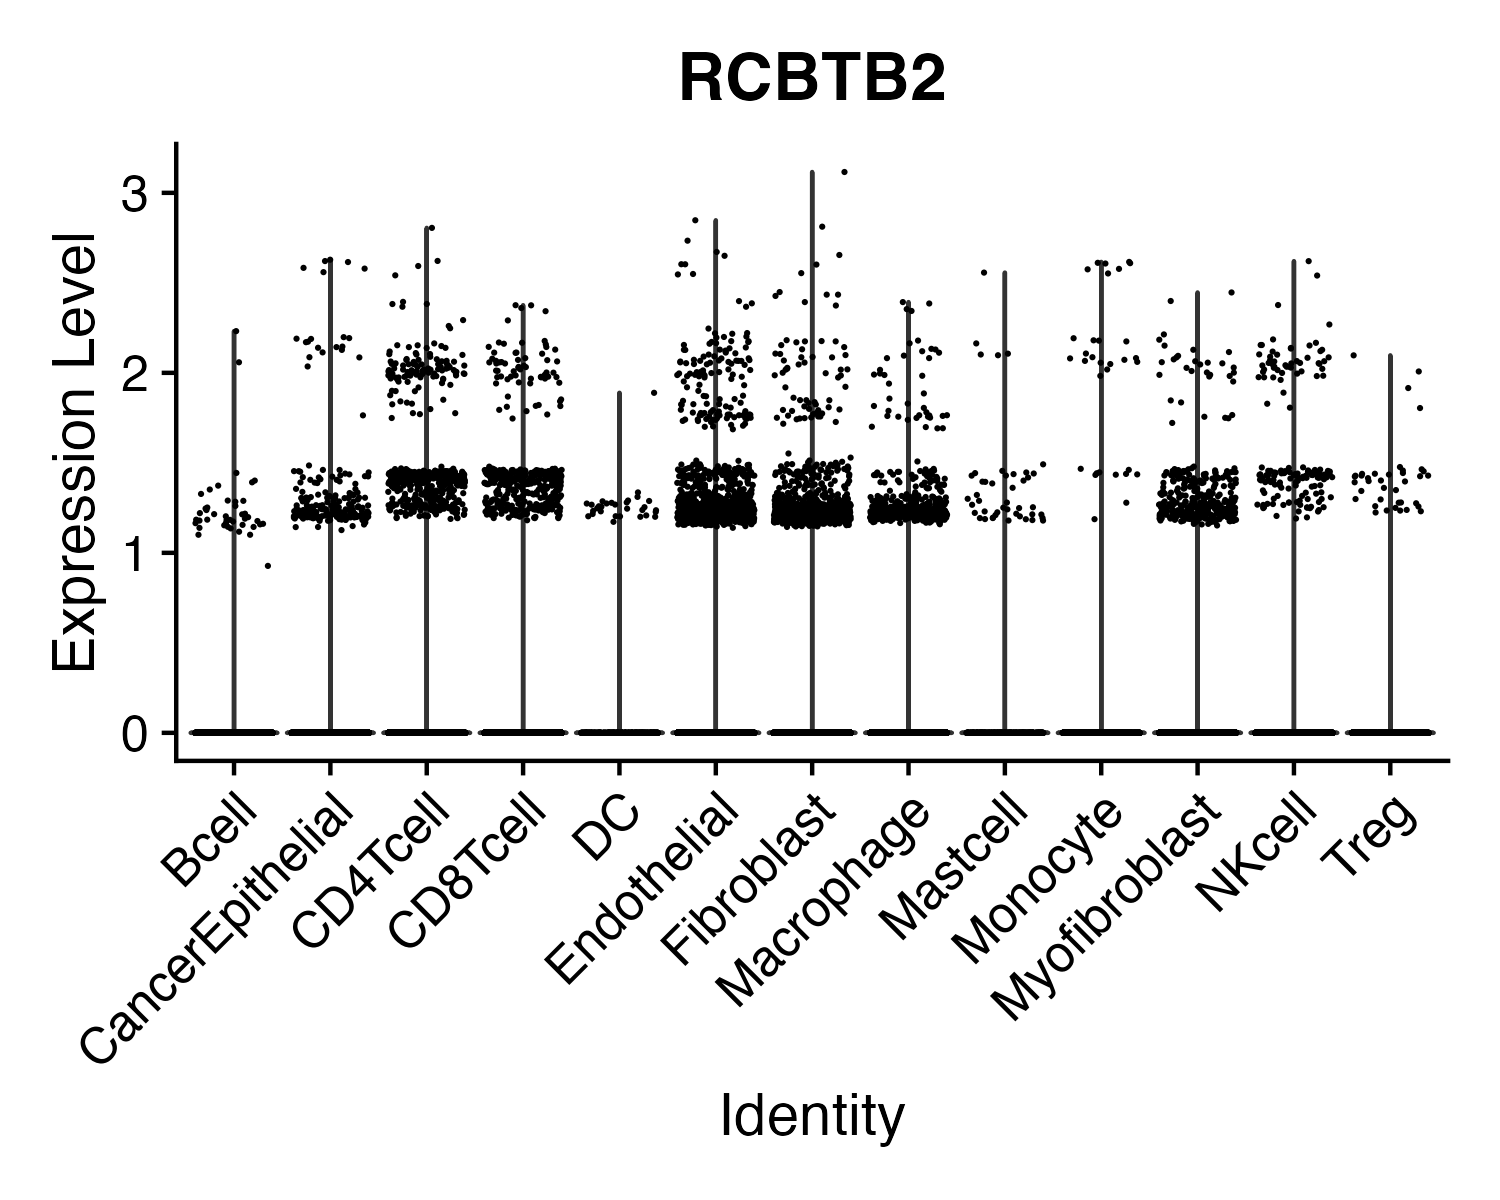 RCBTB2
Expression Level
3
2
1
0
Bcell
CancerEpithelial
CD4Tcell
CD8Tcell
DC
Endothelial
Fibroblast
Macrophage
Mastcell
Monocyte
Myofibroblast
NKcell
Treg
Identity